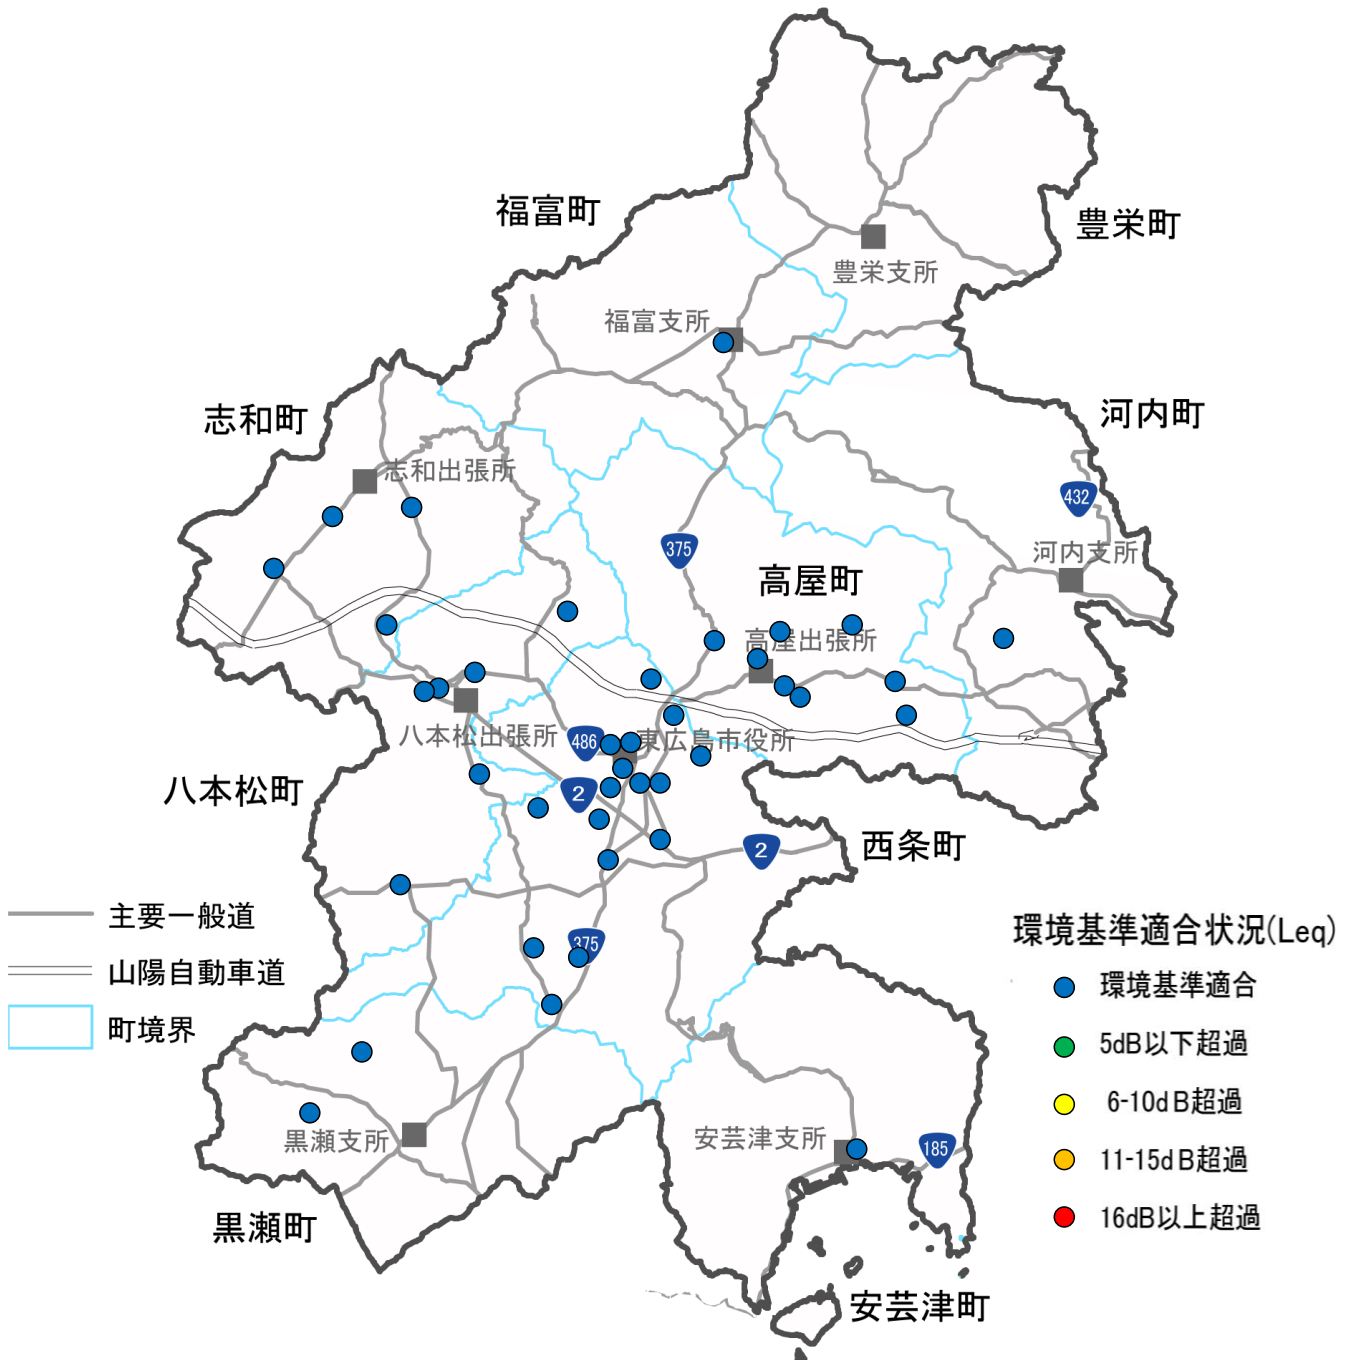 福富町
豊栄町
豊栄支所
福富支所
志和町
河内町
志和出張所
432
375
河内支所
高屋町
高屋出張所
486
東広島市役所
八本松出張所
八本松町
2
2
西条町
主要一般道
環境基準適合状況(Leq)
375
山陽自動車道
環境基準適合
町境界
5dB以下超過
6-10dB超過
黒瀬支所
安芸津支所
185
11-15dB超過
16dB以上超過
黒瀬町
安芸津町